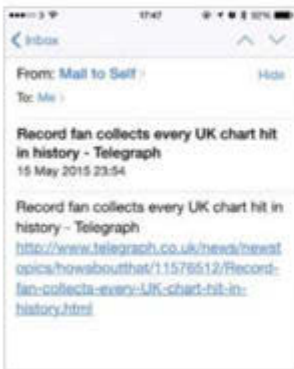 17:47
Inbox
From: Mail to Self
Hide
To: Me
Record fan collects every UK chart hit
in history - Telegraph
15 May 2015 23:54
Record fan collects every UK chart hit in
history - Telegraph
http://www.telegraph.co.uk/news/newst
opics/howaboutthat/11576512/Record-
fan-collects-every-UK-chart-hit-in-
history.html